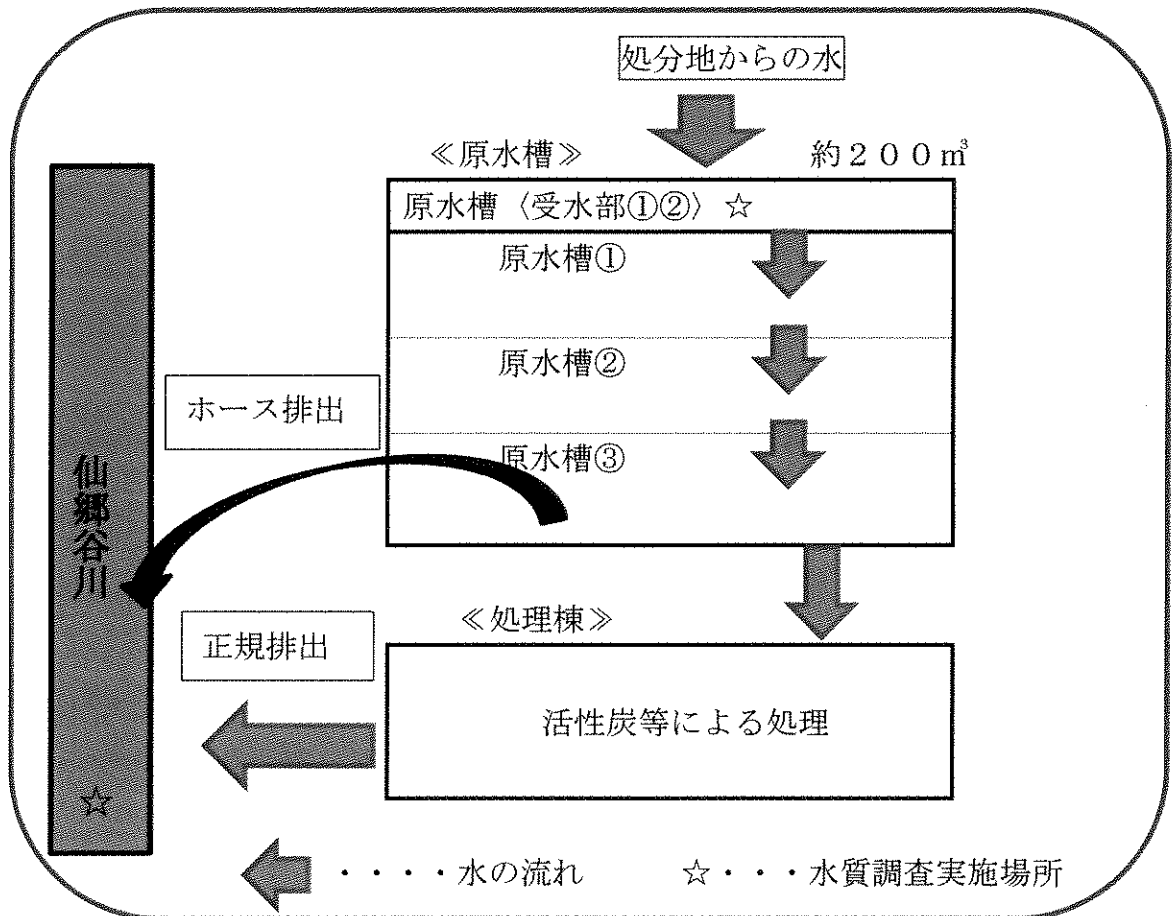 処分地からの水
≪原水槽≫ 約２００㎥
原水槽〈受水部①②〉☆
原水槽①
原水槽②
原水槽③
ホース排出
仙郷谷川
☆
正規排出
≪処理棟≫
活性炭等による処理
・・・・水の流れ ☆・・・水質調査実施場所